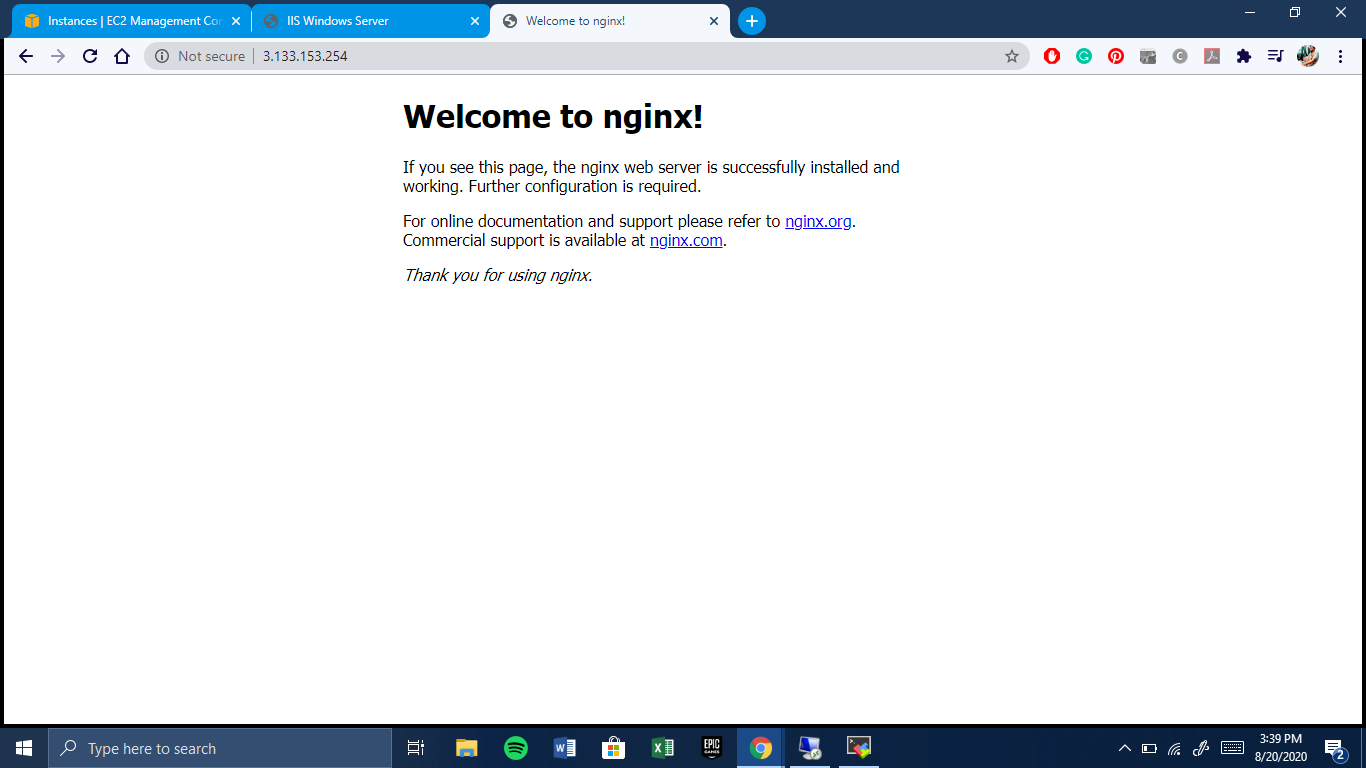 Instances | EC2 Management Cor
IIS Windows Server
Welcome to nginx!
Not secure
3.133.153.254
Welcome to nginx!
If you see this page, the nginx web server is successfully installed and
working. Further configuration is required.
For online documentation and support please refer to nginx.org.
Commercial support is available at nginx.com.
Thank you for using nginx.
Type here to search
EPIC
GAMES
3:39 PM
8/20/2020
2